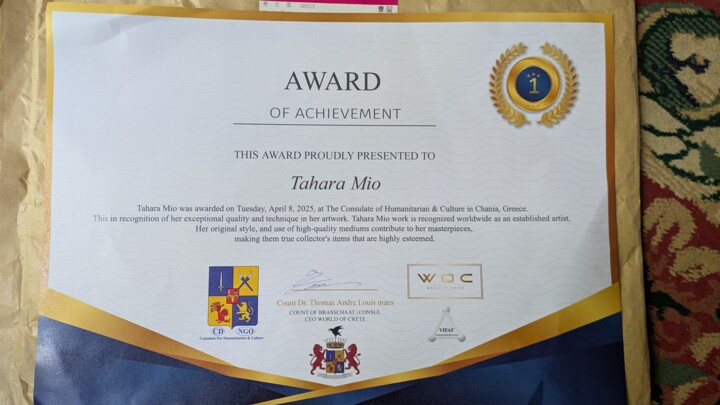 AWARD
OF ACHIEVEMENT
1
THIS AWARD PROUDLY PRESENTED TO
Tahara Mio
Tahara Mio was awarded on Tuesday, April 8, 2025, at The Consulate of Humanitarian & Culture in Chania, Greece.
This in recognition of her exceptional quality and technique in her artwork. Tahara Mio work is recognized worldwide as an established artist.
Her original style, and use of high-quality mediums contribute to her masterpieces,
making them true collector's items that are highly esteemed.
WOC
Count Dr. Thomas Andre Louis maes
COUNT OF BRASSCHAAT | CONSUL
CEO WORLD OF CRETE
CD NGO
Consulate For Humanitarian & Culture
VIFAF